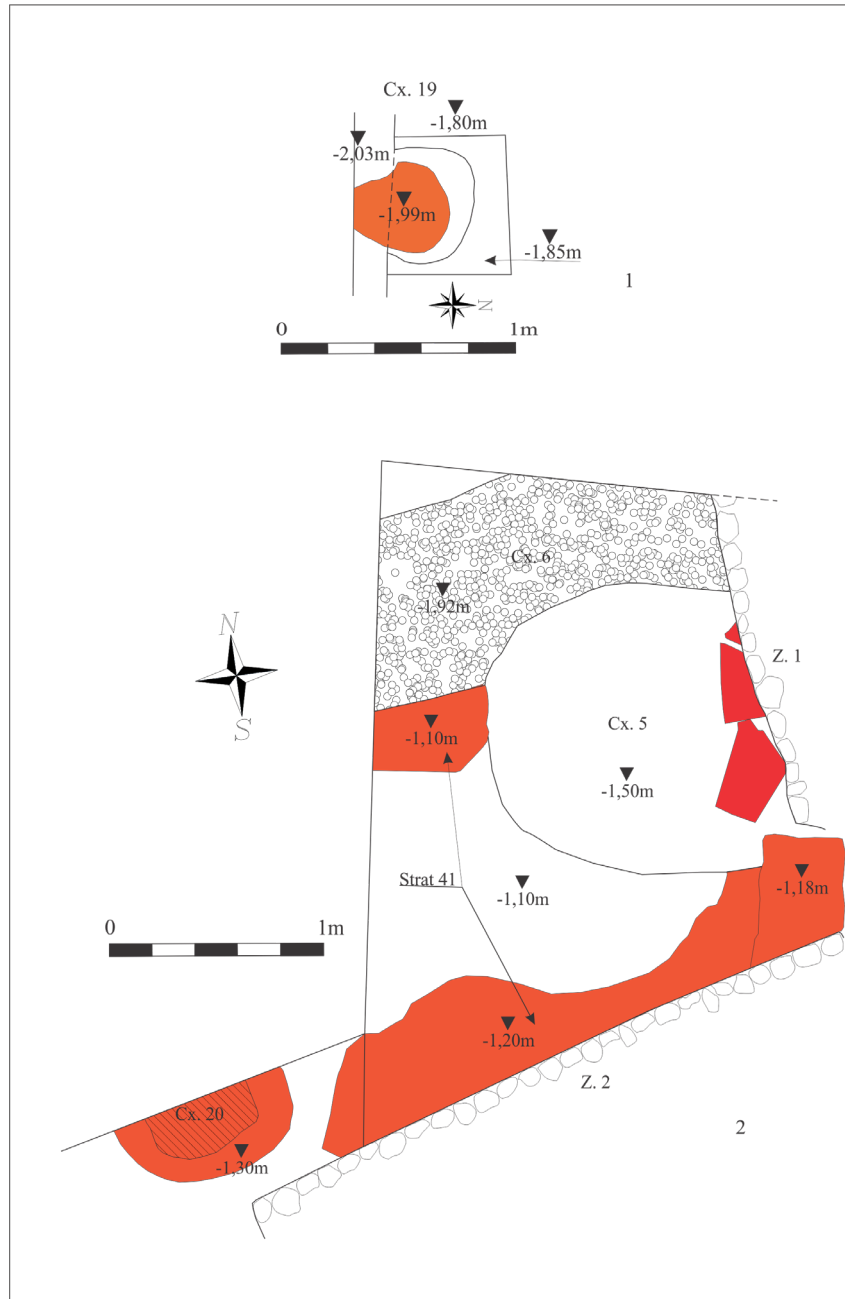 Cx. 19
-1,80m
-2,03m
-1,99m
-1,85m
1
N
0 1m
Cx. 6
-1,92m
N
S
Z. 1
Cx. 5
-1,10m
-1,50m
Strat 41
-1,10m
-1,18m
0 1m
-1,20m
Z. 2
Cx. 20
-1,30m
2